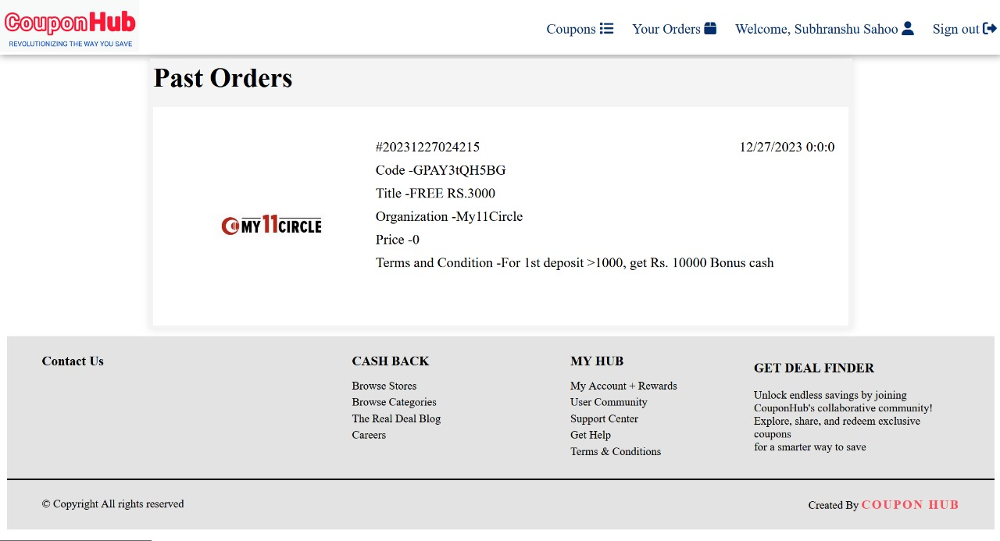 CouponHub
REVOLUTIONIZING THE WAY YOU SAVE
Coupons Your Orders Welcome, Subhranshu Sahoo Sign out
Past Orders
#20231227024215 12/27/2023 0:0:0
Code -GPAY3tQH5BG
Title -FREE RS.3000
Organization -My11Circle
MY11CIRCLE
Price -0
Terms and Condition -For 1st deposit >1000, get Rs. 10000 Bonus cash
Contact Us
CASH BACK
Browse Stores
Browse Categories
The Real Deal Blog
Careers
MY HUB
My Account + Rewards
User Community
Support Center
Get Help
Terms & Conditions
GET DEAL FINDER
Unlock endless savings by joining
CouponHub's collaborative community!
Explore, share, and redeem exclusive
coupons
for a smarter way to save
© Copyright All rights reserved
Created By COUPON HUB